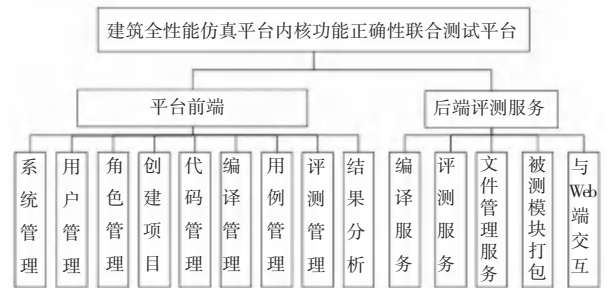 建筑全性能仿真平台内核功能正确性联合测试平台
平台前端
后端评测服务
系统管理
用户管理
角色管理
创建项目
代码管理
编译管理
用例管理
评测管理
结果分析
编译服务
评测服务
文件管理服务
被测模块打包
与Web端交互